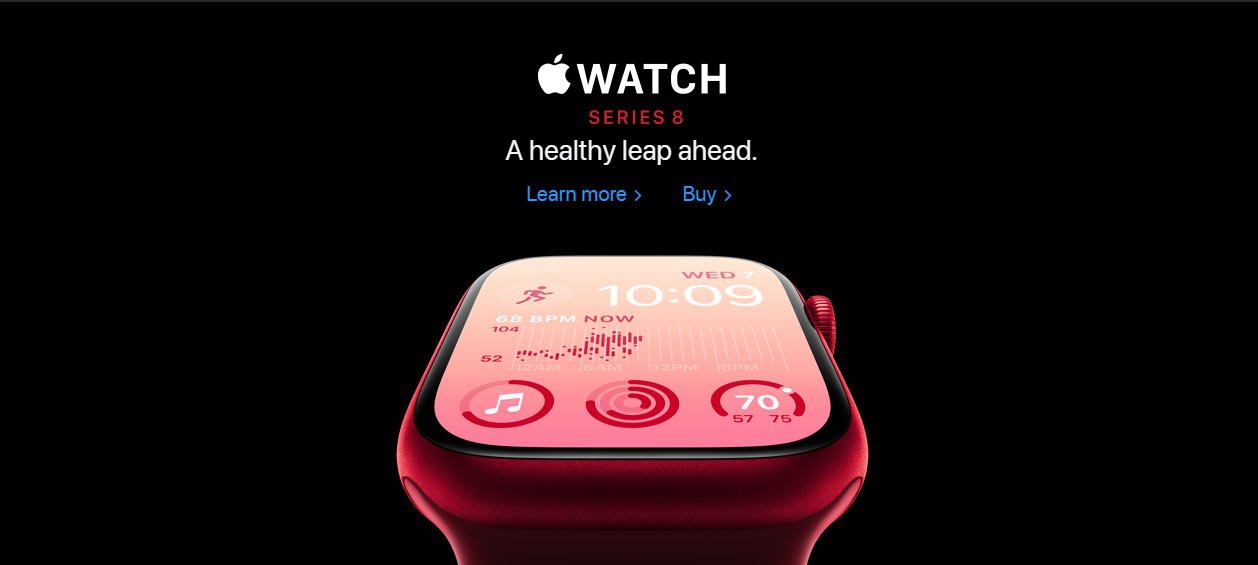 WATCH
SERIES 8
A healthy leap ahead.
Learn more >
Buy >
WED 7
10:09
68 BPM NOW
104
52
12AM 6AM 12PM 6PM
70
57 75